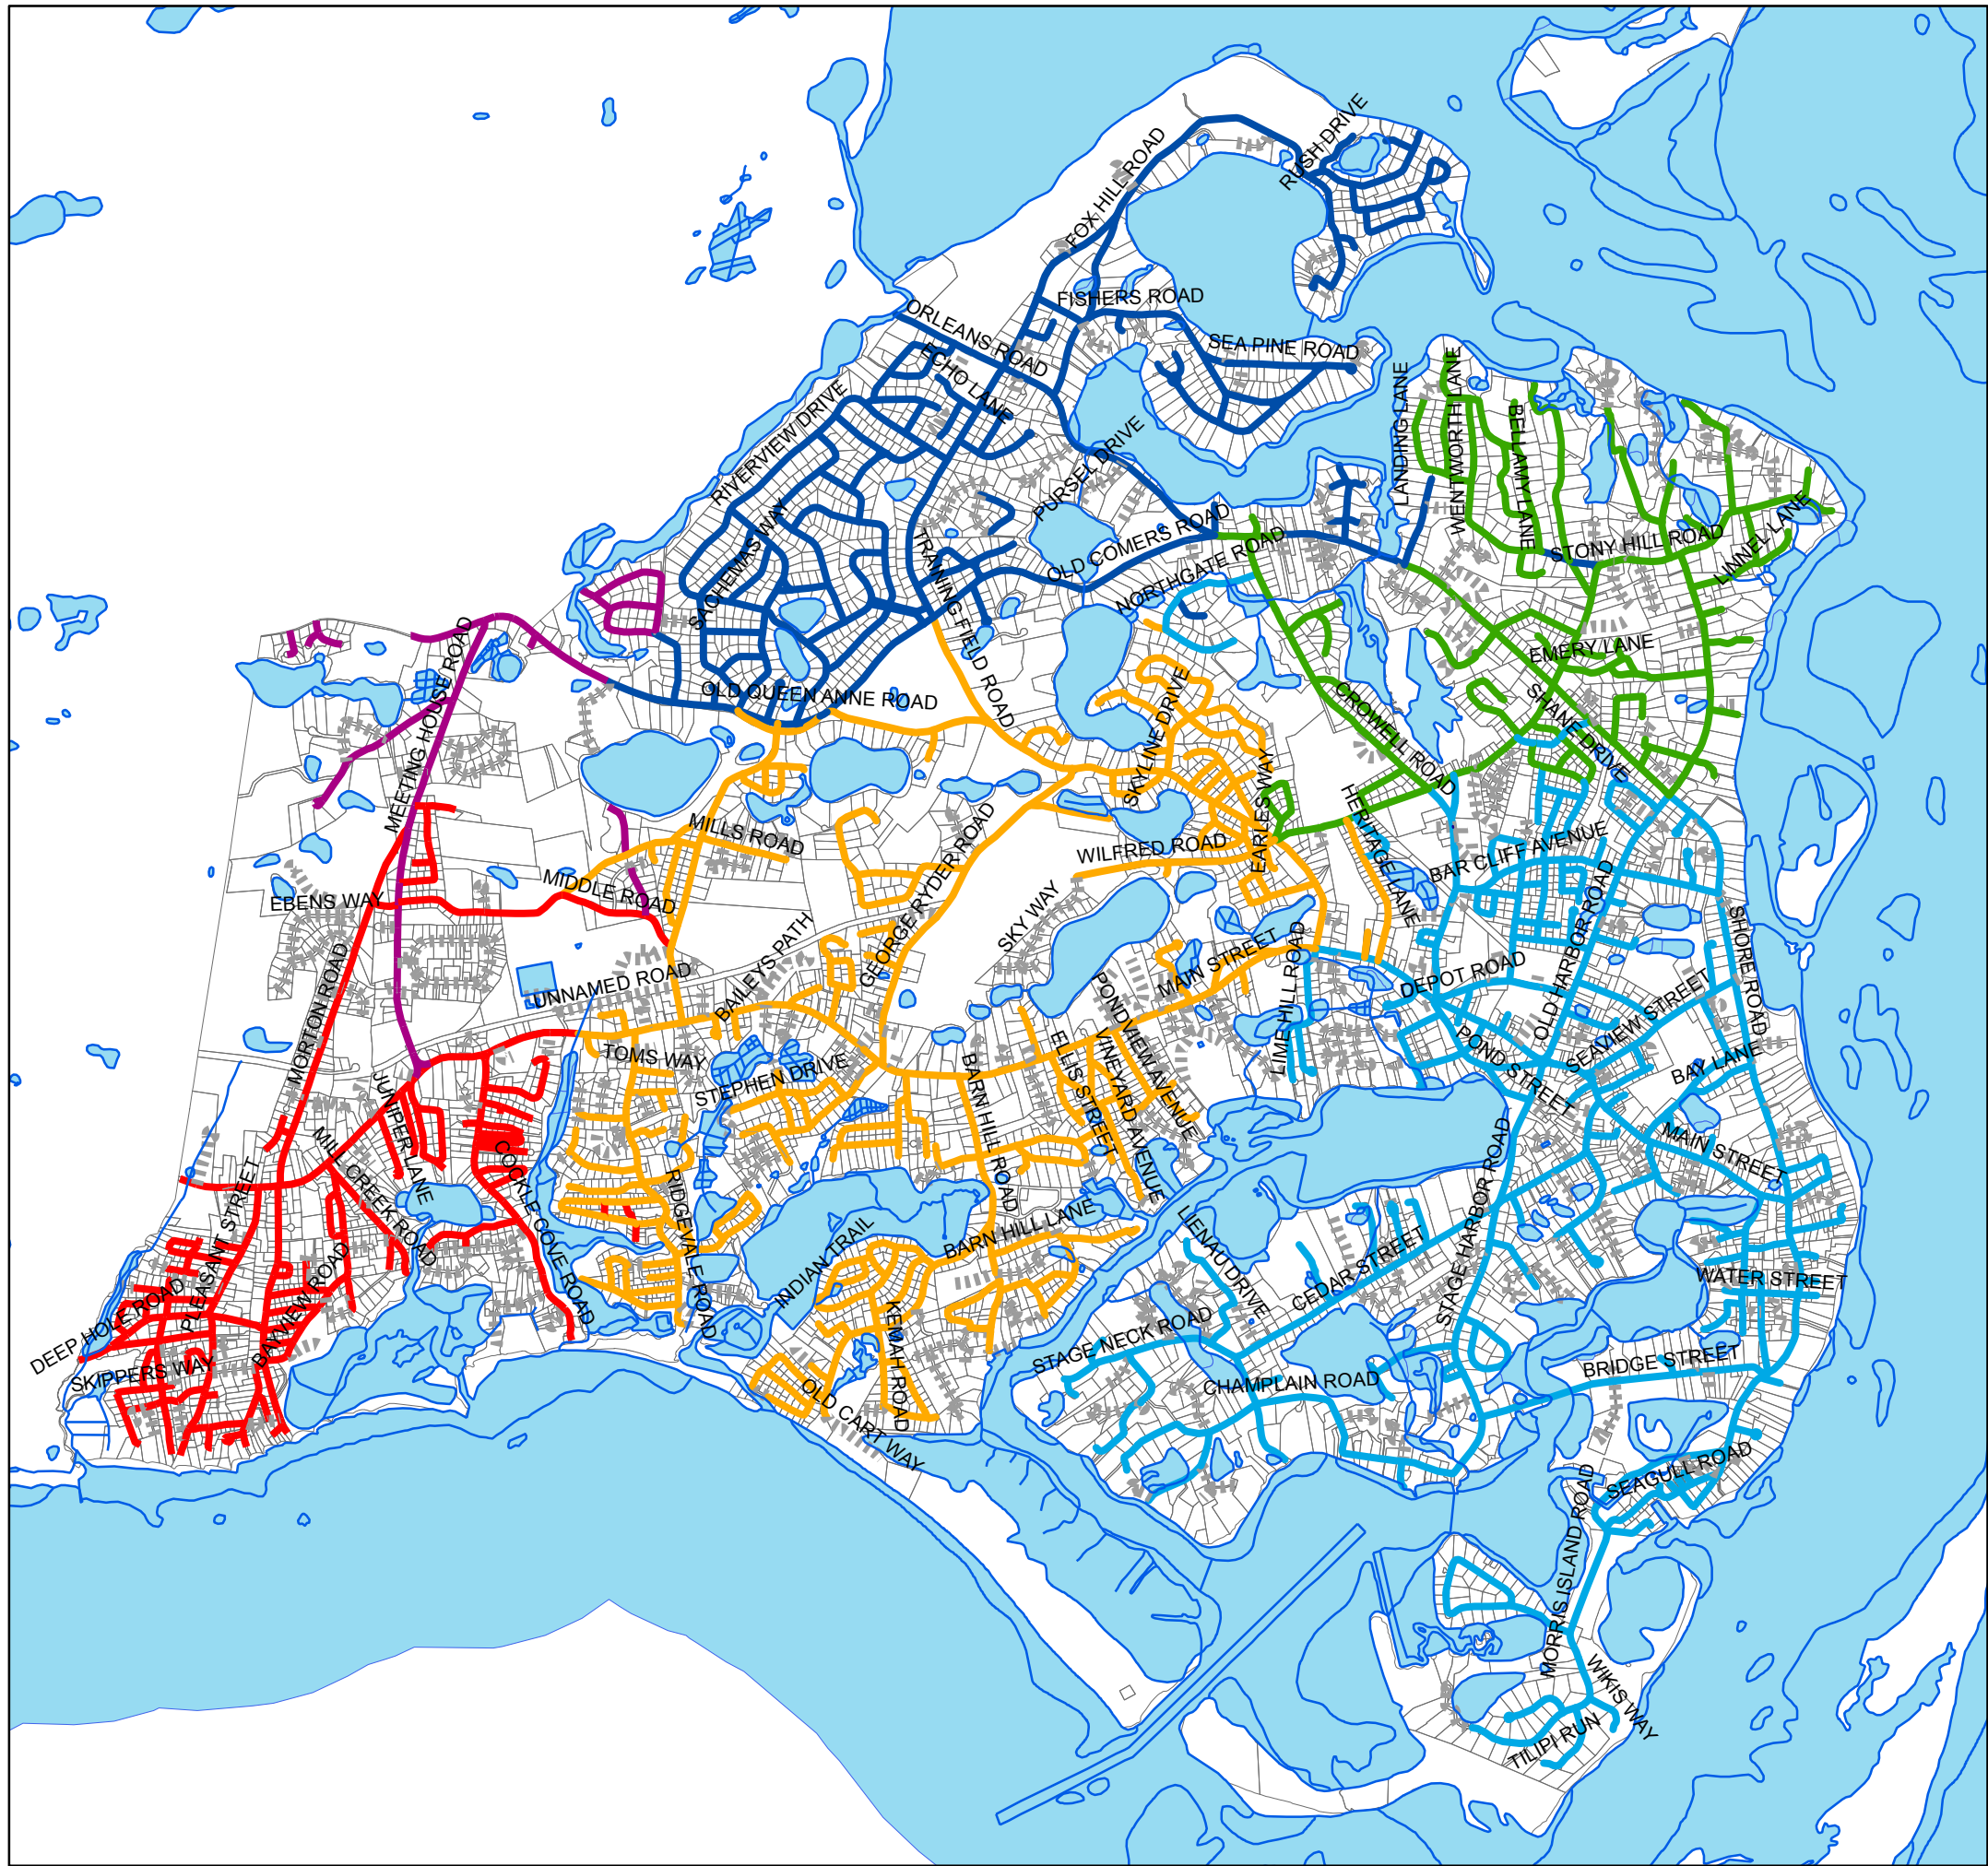 RUSH DRIVE
FOX HILL ROAD
FISHERS ROAD
ORLEANS ROAD
SEA PINE ROAD
ECHO LANE
RIVERVIEW DRIVE
LANDING LANE
WENTWORTH LANE
BELLAMY LANE
PURSEL DRIVE
SACHEMAS WAY
TRAINING FIELD ROAD
OLD COMERS ROAD
NORTHGATE ROAD
STONY HILL ROAD
LINNEL LANE
MEETING HOUSE ROAD
OLD QUEEN ANNE ROAD
EMERY LANE
SHANE DRIVE
SKYLINE DRIVE
CROWELL ROAD
EARLES WAY
HERITAGE LANE
MILLS ROAD
GEORGE RYDER ROAD
WILFRED ROAD
BAR CLIFF AVENUE
MIDDLE ROAD
EBENS WAY
SKY WAY
OLD HARBOR ROAD
SHORE ROAD
MORTON ROAD
UNNAMED ROAD
BAILEYS PATH
MAIN STREET
LIME HILL ROAD
DEPOT ROAD
SEAVIEW STREET
PONDVIEW AVENUE
TOMS WAY
STEPHEN DRIVE
BARN HILL ROAD
ELLIS STREET
VINEYARD AVENUE
POND STREET
BAY LANE
JUNIPER LANE
MILL CREEK ROAD
COCKLE COVE ROAD
MAIN STREET
PLEASANT STREET
RIDGEVALE ROAD
INDIAN TRAIL
BARN HILL LANE
LIENAU DRIVE
CEDAR STREET
STAGE HARBOR ROAD
WATER STREET
DEEP HOLE ROAD
BAYVIEW ROAD
SKIPPERS WAY
KEMAH ROAD
STAGE NECK ROAD
BRIDGE STREET
CHAMPLAIN ROAD
OLD CART WAY
SEAGULL ROAD
MORRIS ISLAND ROAD
WIKIS WAY
TILIPI RUN